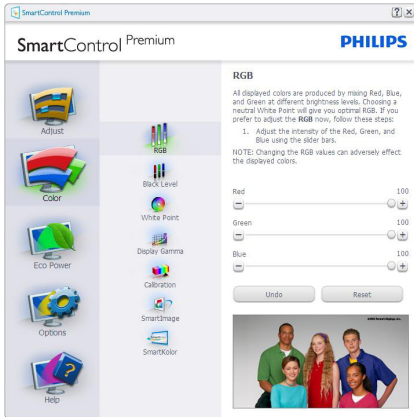 SmartControl Premium
SmartControl Premium
PHILIPS
Adjust
Color
Eco Power
Options
Help
RGB
Black Level
White Point
Display Gamma
Calibration
SmartImage
SmartKolor
RGB
All displayed colors are produced by mixing Red, Blue,
and Green at different brightness levels. Choosing a
neutral White Point will give you optimal RGB. If you
prefer to adjust the RGB now, follow these steps:
1. Adjust the intensity of the Red, Green, and
Blue using the slider bars.
NOTE: Changing the RGB values can adversely effect
the displayed colors.
Red 100
Green 100
Blue 100
Undo Reset